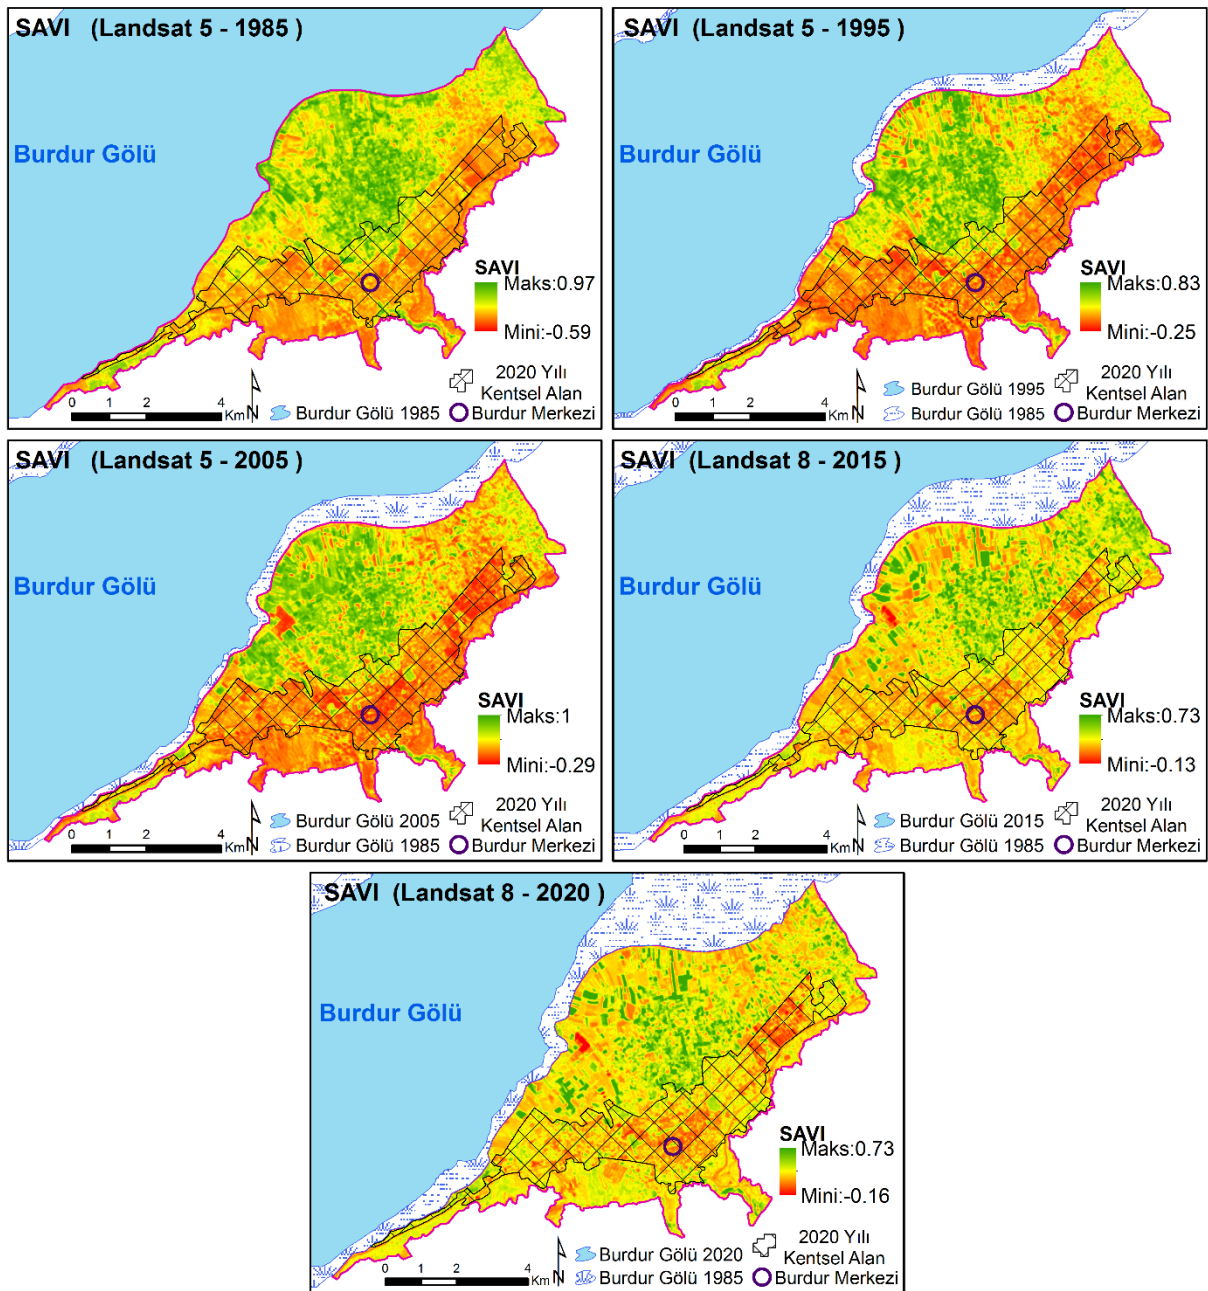 SAVI (Landsat 5 - 1985 )
Burdur Gölü
SAVI
Maks:0.97
Mini:-0.59
2020 Yılı
Kentsel Alan
0 1 2 4
Km
N
Burdur Gölü 1985
Burdur Merkezi
SAVI (Landsat 5 - 1995 )
Burdur Gölü
SAVI
Maks:0.83
Mini:-0.25
2020 Yılı
Kentsel Alan
Burdur Gölü 1995
0 1 2 4
Km
N
Burdur Gölü 1985
Burdur Merkezi
SAVI (Landsat 5 - 2005 )
Burdur Gölü
SAVI
Maks:1
Mini:-0.29
2020 Yılı
Kentsel Alan
Burdur Gölü 2005
0 1 2 4
Km
N
Burdur Gölü 1985
Burdur Merkezi
SAVI (Landsat 8 - 2015 )
Burdur Gölü
SAVI
Maks:0.73
Mini:-0.13
2020 Yılı
Kentsel Alan
Burdur Gölü 2015
0 1 2 4
Km
N
Burdur Gölü 1985
Burdur Merkezi
SAVI (Landsat 8 - 2020 )
Burdur Gölü
SAVI
Maks:0.73
Mini:-0.16
2020 Yılı
Kentsel Alan
Burdur Gölü 2020
0 1 2 4
Km
N
Burdur Gölü 1985
Burdur Merkezi